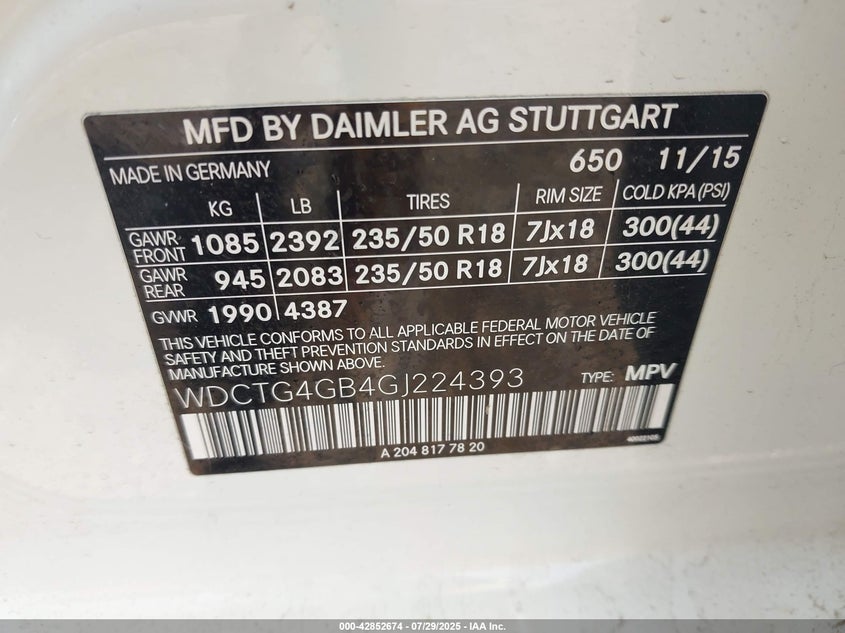 MFD BY DAIMLER AG STUTTGART
MADE IN GERMANY 650 11/15
KG LB TIRES RIM SIZE COLD KPA (PSI)
GAWR FRONT 1085 2392 235/50 R18 7Jx18 300(44)
GAWR REAR 945 2083 235/50 R18 7Jx18 300(44)
GVWR 1990 4387
THIS VEHICLE CONFORMS TO ALL APPLICABLE FEDERAL MOTOR VEHICLE
SAFETY AND THEFT PREVENTION STANDARDS IN EFFECT ON THE DATE OF
MANUFACTURE SHOWN ABOVE.
WDCTG4GB4GJ224393 TYPE: MPV
A 204 817 78 20
000-42852674 / 07/29/2025 - IAA Inc.